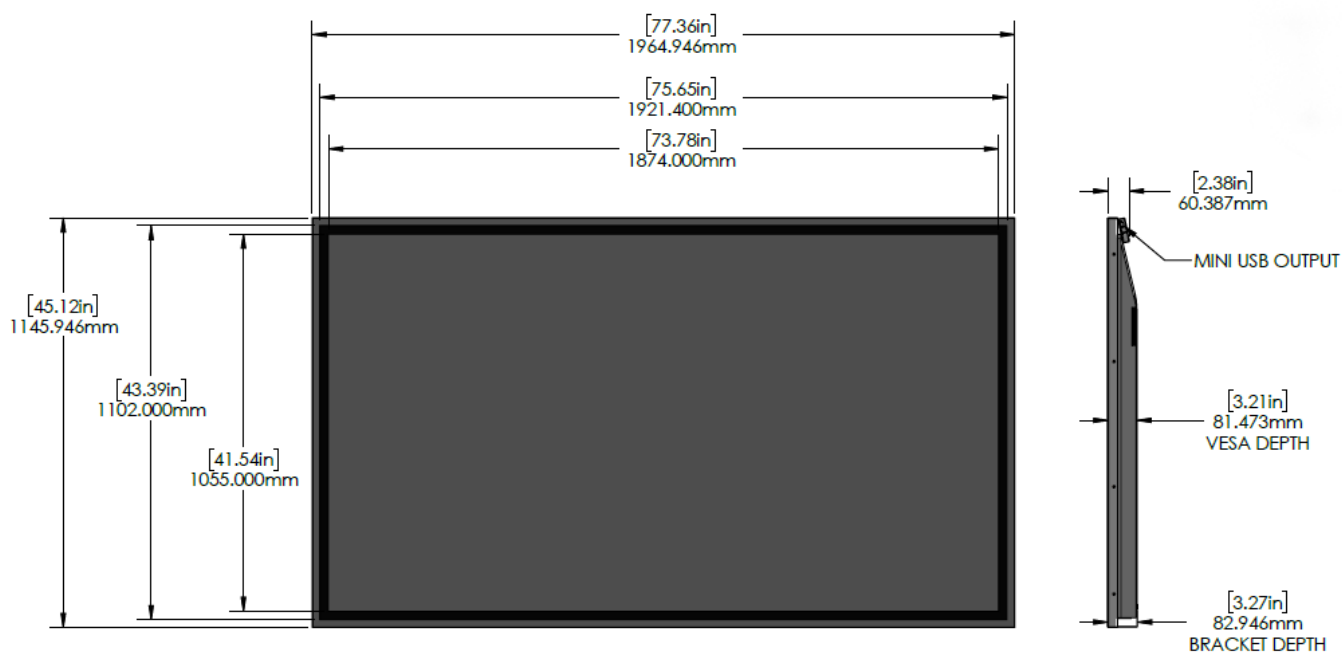 [77.36in]
1964.946mm
[75.65in]
1921.400mm
[73.78in]
1874.000mm
[2.38in]
60.387mm
MINI USB OUTPUT
[45.12in]
1145.946mm
[43.39in]
1102.000mm
[41.54in]
1055.000mm
[3.21in]
81.473mm
VESA DEPTH
[3.27in]
82.946mm
BRACKET DEPTH